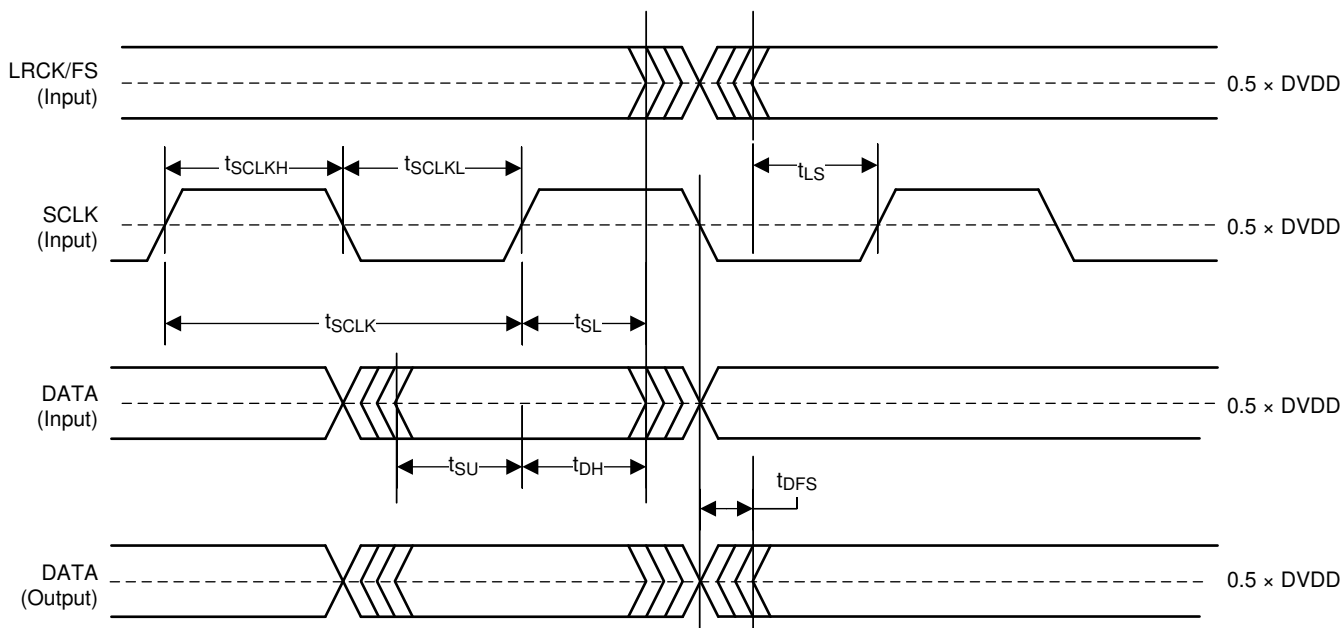 LRCK/FS
(Input)
0.5 × DVDD
tSCLKH
tSCLKL
tLS
SCLK
(Input)
0.5 × DVDD
tSCLK
tSL
DATA
(Input)
0.5 × DVDD
tSU
tDH
tDFS
DATA
(Output)
0.5 × DVDD